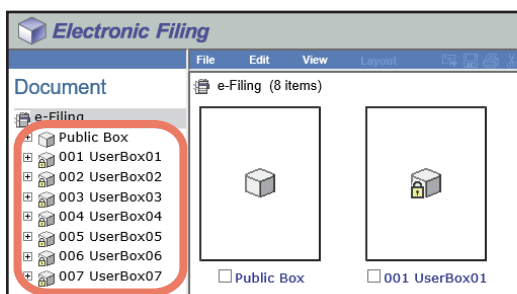 Electronic Filing
File Edit View Layout
Document
e-Filing (8 items)
e-Filing
Public Box
001 UserBox01
002 UserBox02
003 UserBox03
004 UserBox04
005 UserBox05
006 UserBox06
007 UserBox07
Public Box
001 UserBox01